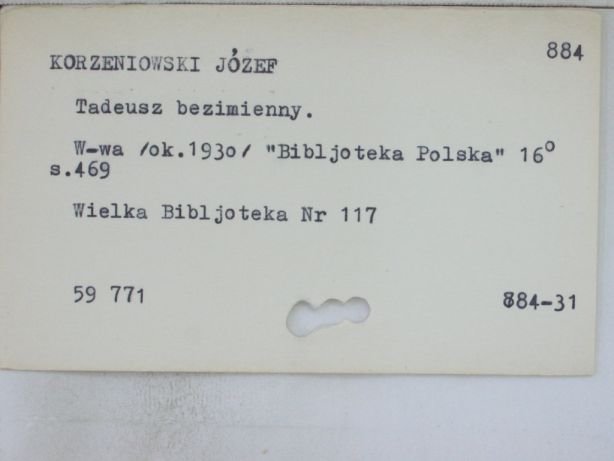 884
KORZENIOWSKI JÓZEF
Tadeusz bezimienny.
W-wa /ok.193o/ "Bibljoteka Polska" 16°
s.469
Wielka Bibljoteka Nr 117
59 771
884-31